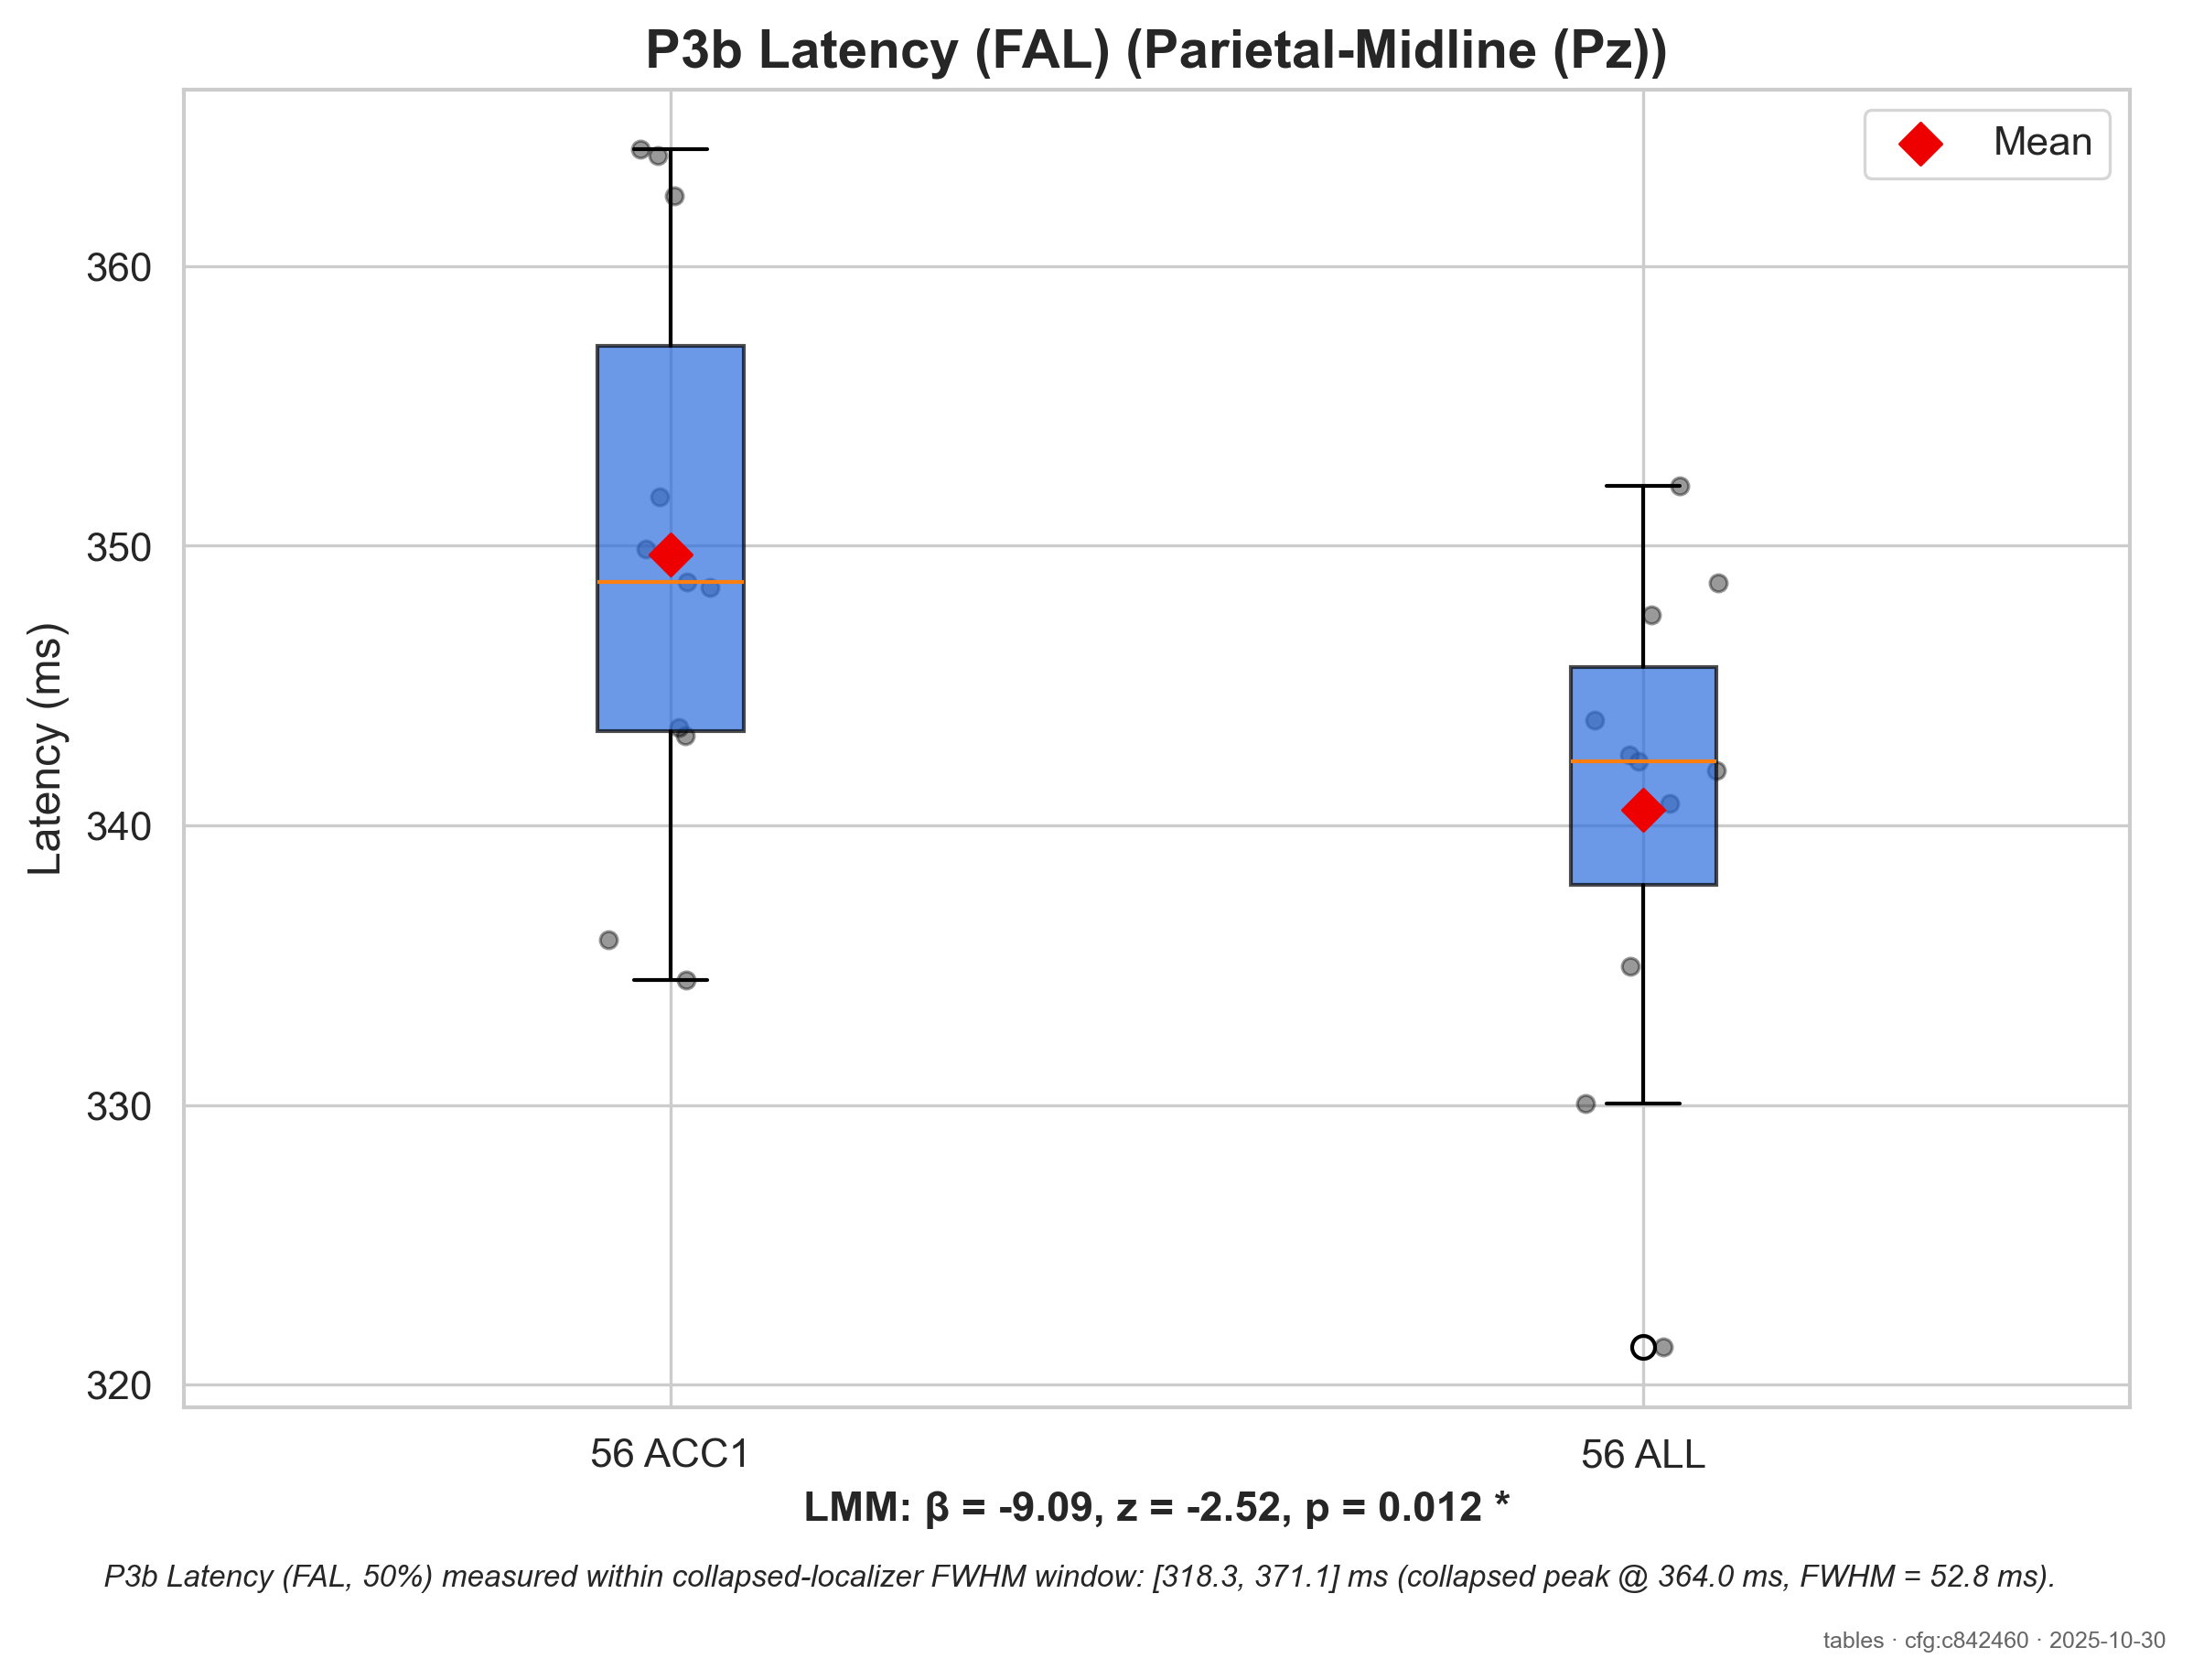 P3b Latency (FAL) (Parietal-Midline (Pz))
Mean
360
350
340
330
320
Latency (ms)
56 ACC1
56 ALL
LMM: β = -9.09, z = -2.52, p = 0.012 *
P3b Latency (FAL, 50%) measured within collapsed-localizer FWHM window: [318.3, 371.1] ms (collapsed peak @ 364.0 ms, FWHM = 52.8 ms).
tables · cfg:c842460 · 2025-10-30